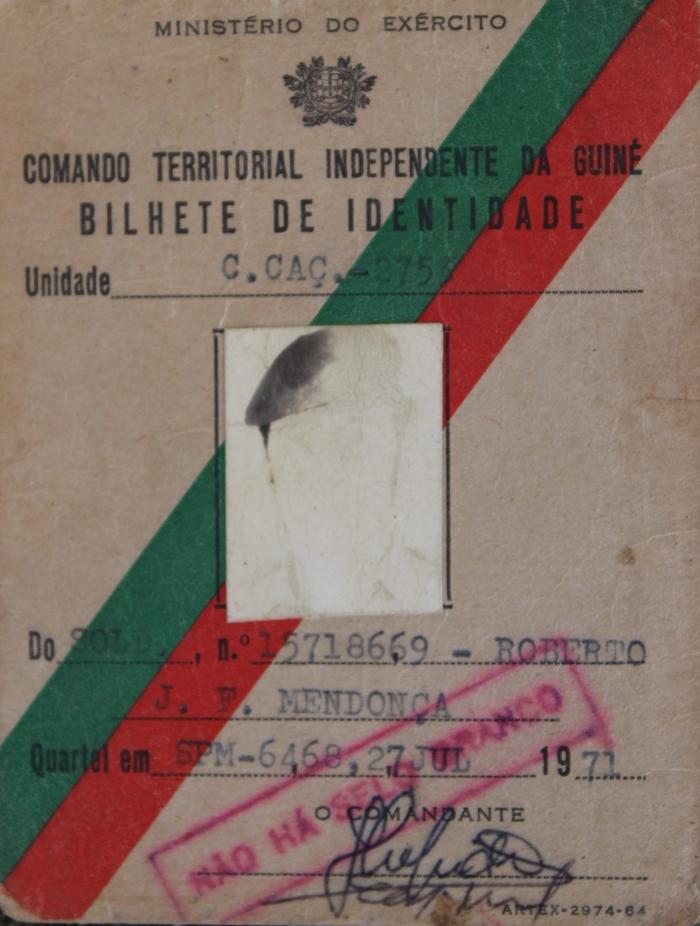 MINISTÉRIO DO EXÉRCITO
COMANDO TERRITORIAL INDEPENDENTE DA GUINÉ
BILHETE DE IDENTIDADE
Unidade C.CAÇ.-2753
Do SOLD. , n.º 15718669 - ROBERTO
J. F. MENDONÇA
Quartel em SPM-6468, 27 JUL 1971
NÃO HÁ SELO BRANCO
O COMANDANTE
ARTEX-2974-64